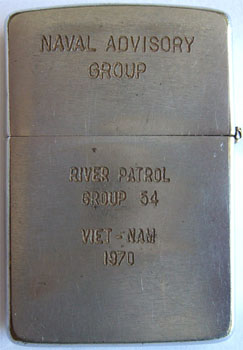 NAVAL ADVISORY
GROUP
RIVER PATROL
GROUP 54
VIET-NAM
1970